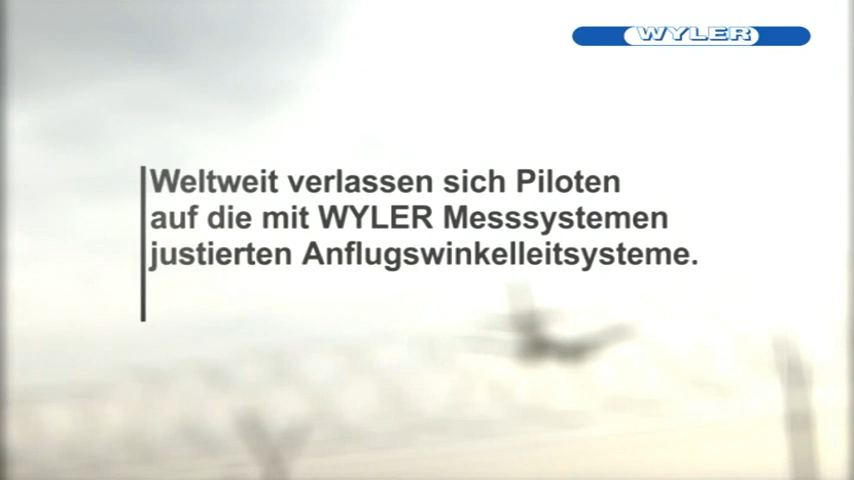 WYLER
Weltweit verlassen sich Piloten
auf die mit WYLER Messsystemen
justierten Anflugswinkelleitsysteme.